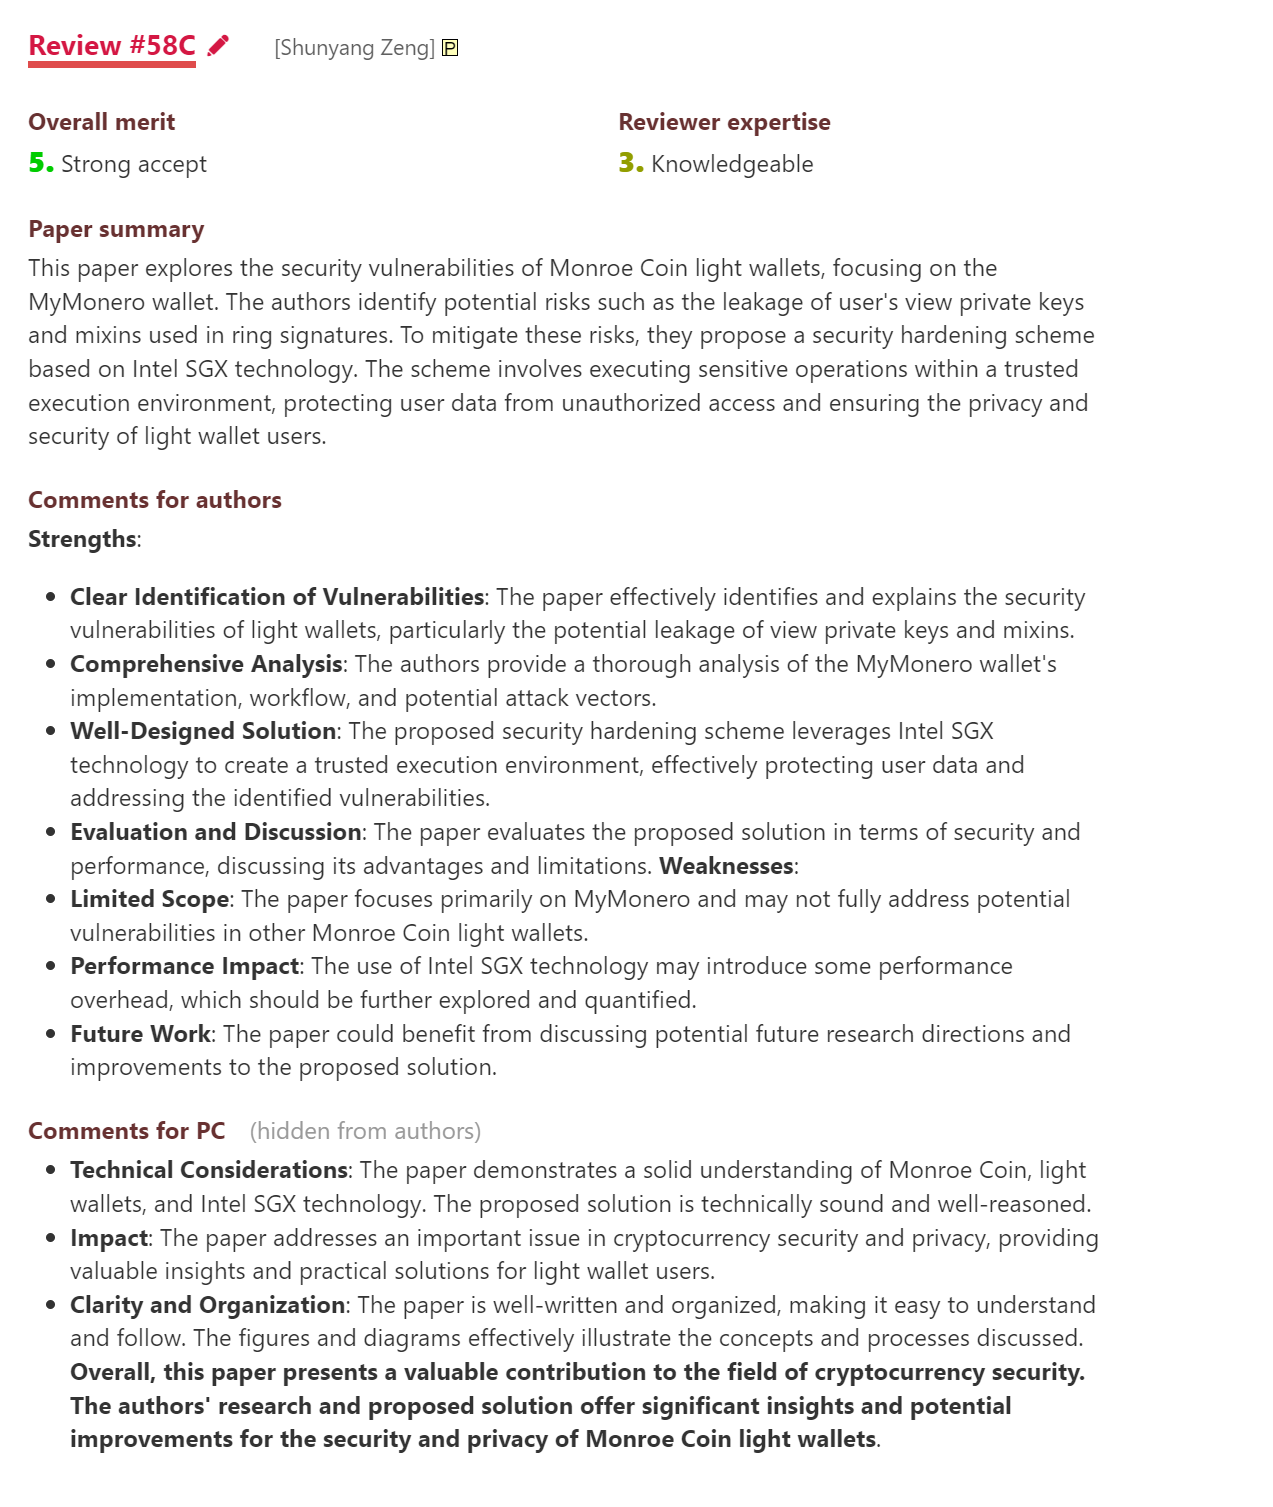 Review #58C [Shunyang Zeng] P
Overall merit Reviewer expertise
5. Strong accept 3. Knowledgeable
Paper summary
This paper explores the security vulnerabilities of Monroe Coin light wallets, focusing on the
MyMonero wallet. The authors identify potential risks such as the leakage of user's view private keys
and mixins used in ring signatures. To mitigate these risks, they propose a security hardening scheme
based on Intel SGX technology. The scheme involves executing sensitive operations within a trusted
execution environment, protecting user data from unauthorized access and ensuring the privacy and
security of light wallet users.
Comments for authors
Strengths:
• Clear Identification of Vulnerabilities: The paper effectively identifies and explains the security
vulnerabilities of light wallets, particularly the potential leakage of view private keys and mixins.
• Comprehensive Analysis: The authors provide a thorough analysis of the MyMonero wallet's
implementation, workflow, and potential attack vectors.
• Well-Designed Solution: The proposed security hardening scheme leverages Intel SGX
technology to create a trusted execution environment, effectively protecting user data and
addressing the identified vulnerabilities.
• Evaluation and Discussion: The paper evaluates the proposed solution in terms of security and
performance, discussing its advantages and limitations. Weaknesses:
• Limited Scope: The paper focuses primarily on MyMonero and may not fully address potential
vulnerabilities in other Monroe Coin light wallets.
• Performance Impact: The use of Intel SGX technology may introduce some performance
overhead, which should be further explored and quantified.
• Future Work: The paper could benefit from discussing potential future research directions and
improvements to the proposed solution.
Comments for PC (hidden from authors)
• Technical Considerations: The paper demonstrates a solid understanding of Monroe Coin, light
wallets, and Intel SGX technology. The proposed solution is technically sound and well-reasoned.
• Impact: The paper addresses an important issue in cryptocurrency security and privacy, providing
valuable insights and practical solutions for light wallet users.
• Clarity and Organization: The paper is well-written and organized, making it easy to understand
and follow. The figures and diagrams effectively illustrate the concepts and processes discussed.
Overall, this paper presents a valuable contribution to the field of cryptocurrency security.
The authors' research and proposed solution offer significant insights and potential
improvements for the security and privacy of Monroe Coin light wallets.